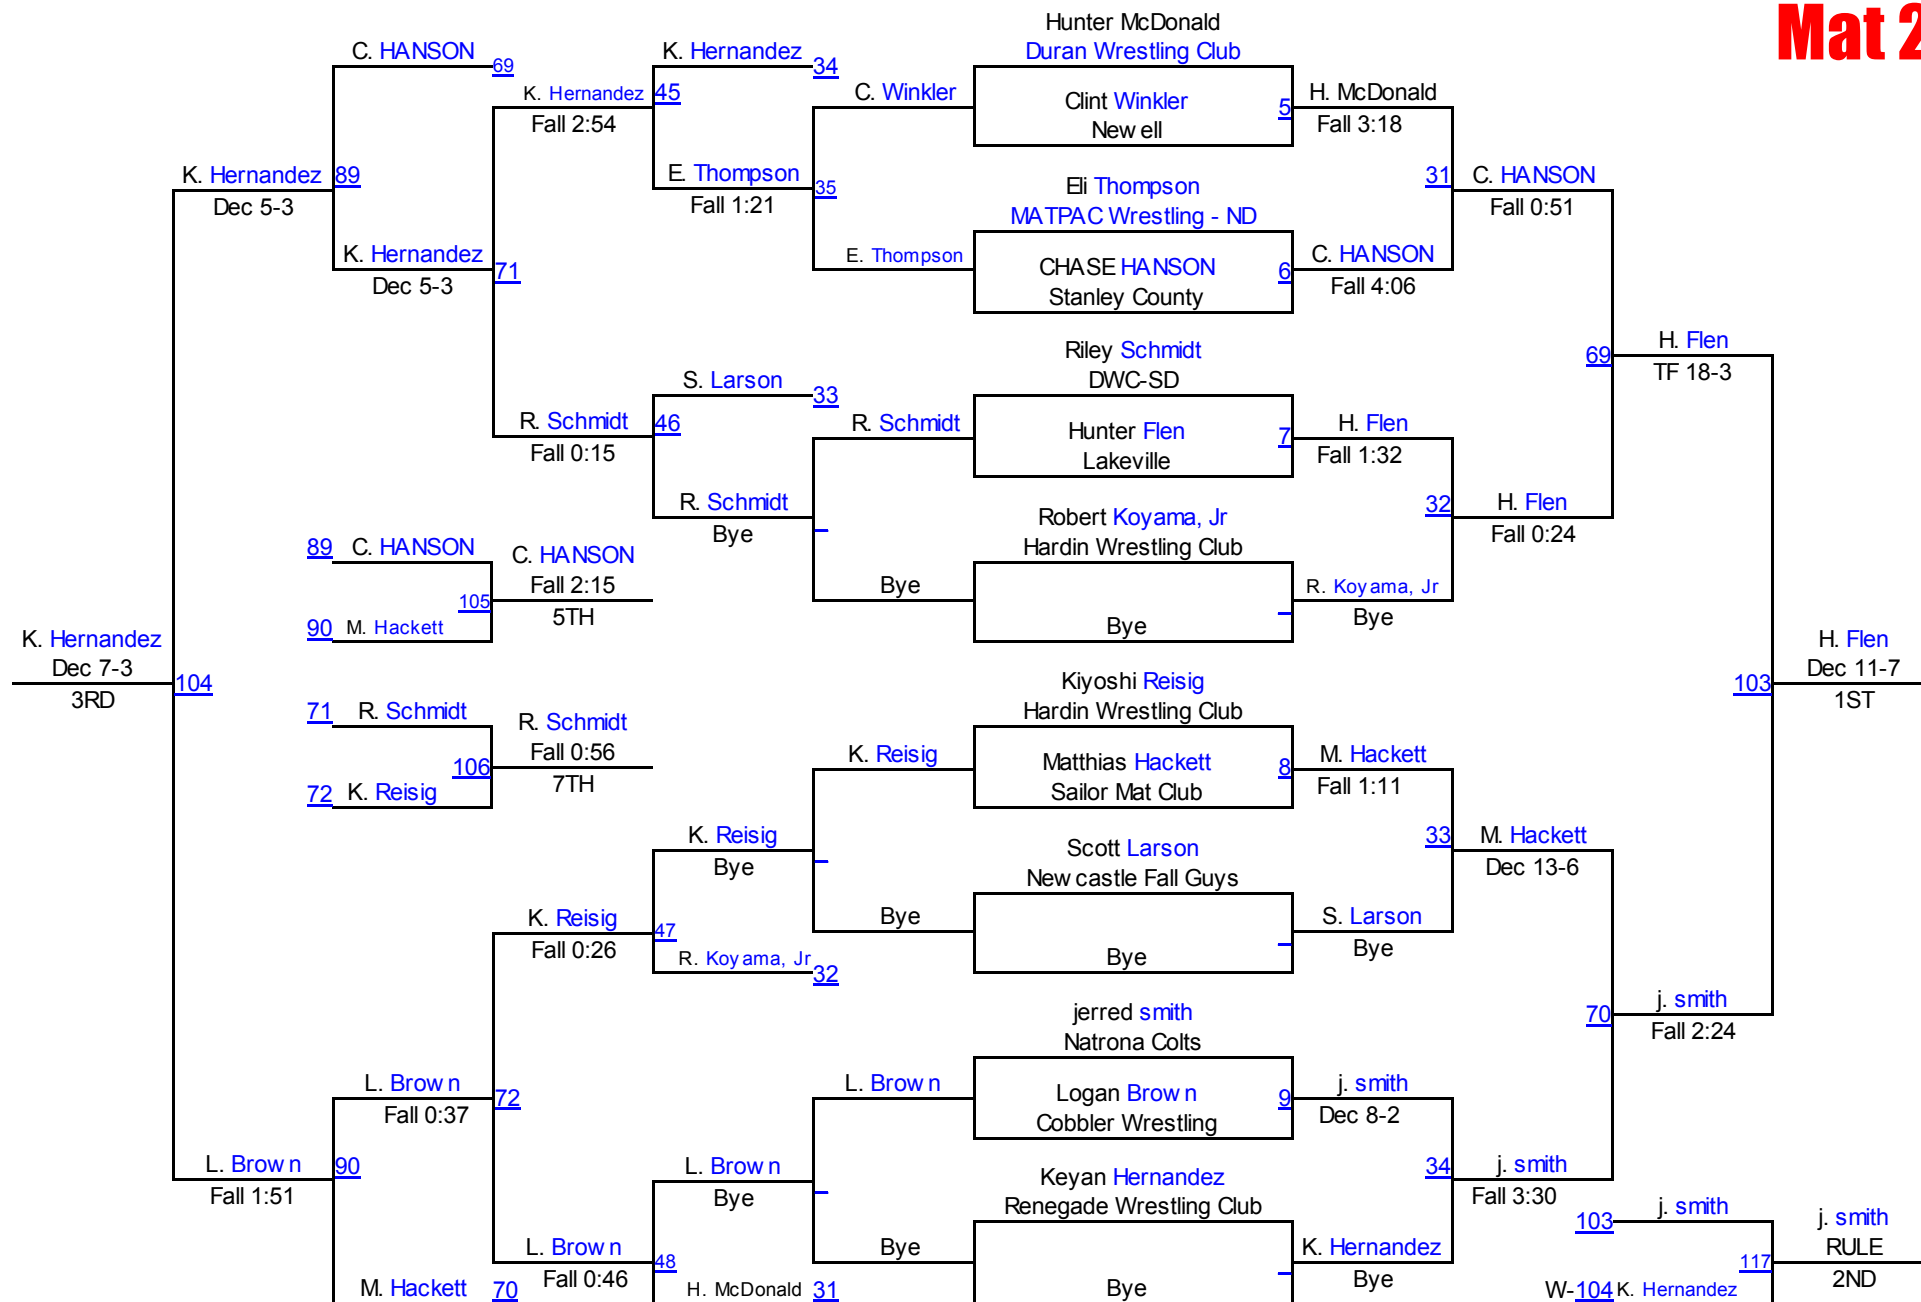 Mat 2
Hunter McDonald
C. HANSON
69
K. Hernandez
34
Duran Wrestling Club
K. Hernandez
45
C. Winkler
Clint Winkler
5
H. McDonald
Fall 2:54
Newell
Fall 3:18
K. Hernandez
89
E. Thompson
35
Eli Thompson
31
C. HANSON
Dec 5-3
Fall 1:21
MATPAC Wrestling - ND
Fall 0:51
K. Hernandez
71
E. Thompson
CHASE HANSON
6
C. HANSON
Dec 5-3
Stanley County
Fall 4:06
Riley Schmidt
69
H. Flen
S. Larson
33
DWC-SD
TF 18-3
R. Schmidt
46
R. Schmidt
Hunter Flen
7
H. Flen
Fall 0:15
Lakeville
Fall 1:32
R. Schmidt
Robert Koyama, Jr
32
H. Flen
Bye
Hardin Wrestling Club
Fall 0:24
89
C. HANSON
C. HANSON
Fall 2:15
Bye
R. Koyama, Jr
105
5TH
Bye
Bye
90
M. Hackett
K. Hernandez
H. Flen
Dec 7-3
104
Dec 11-7
3RD
103
1ST
Kiyoshi Reisig
71
R. Schmidt
R. Schmidt
Hardin Wrestling Club
Fall 0:56
K. Reisig
Matthias Hackett
8
M. Hackett
106
7TH
Sailor Mat Club
Fall 1:11
72
K. Reisig
K. Reisig
Scott Larson
33
M. Hackett
Bye
Newcastle Fall Guys
Dec 13-6
K. Reisig
47
Bye
S. Larson
Fall 0:26
R. Koyama, Jr
32
Bye
Bye
jerred smith
70
j. smith
Natrona Colts
Fall 2:24
L. Brown
72
L. Brown
Logan Brown
9
j. smith
Fall 0:37
Cobbler Wrestling
Dec 8-2
L. Brown
90
L. Brown
Keyan Hernandez
34
j. smith
Fall 1:51
Bye
Renegade Wrestling Club
Fall 3:30
103
j. smith
j. smith
L. Brown
48
Bye
K. Hernandez
RULE
Fall 0:46
Bye
Bye
117
2ND
M. Hackett
70
H. McDonald
31
W-104
K. Hernandez